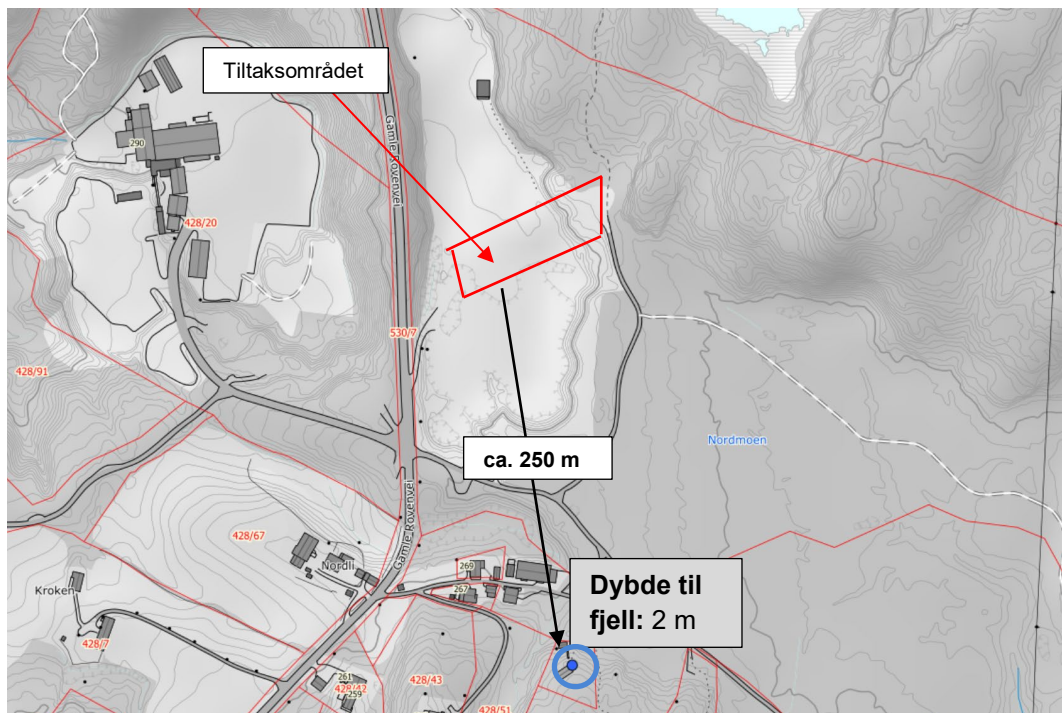 Tiltaksområdet
Gamle Rovenvei
290
428/20
530/7
428/91
Nordmoen
ca. 250 m
428/67
Gamle Rovenvei
Nordli
269
267
Kroken
Dybde til
fjell: 2 m
428/7
261
428/42
259
428/43
428/51